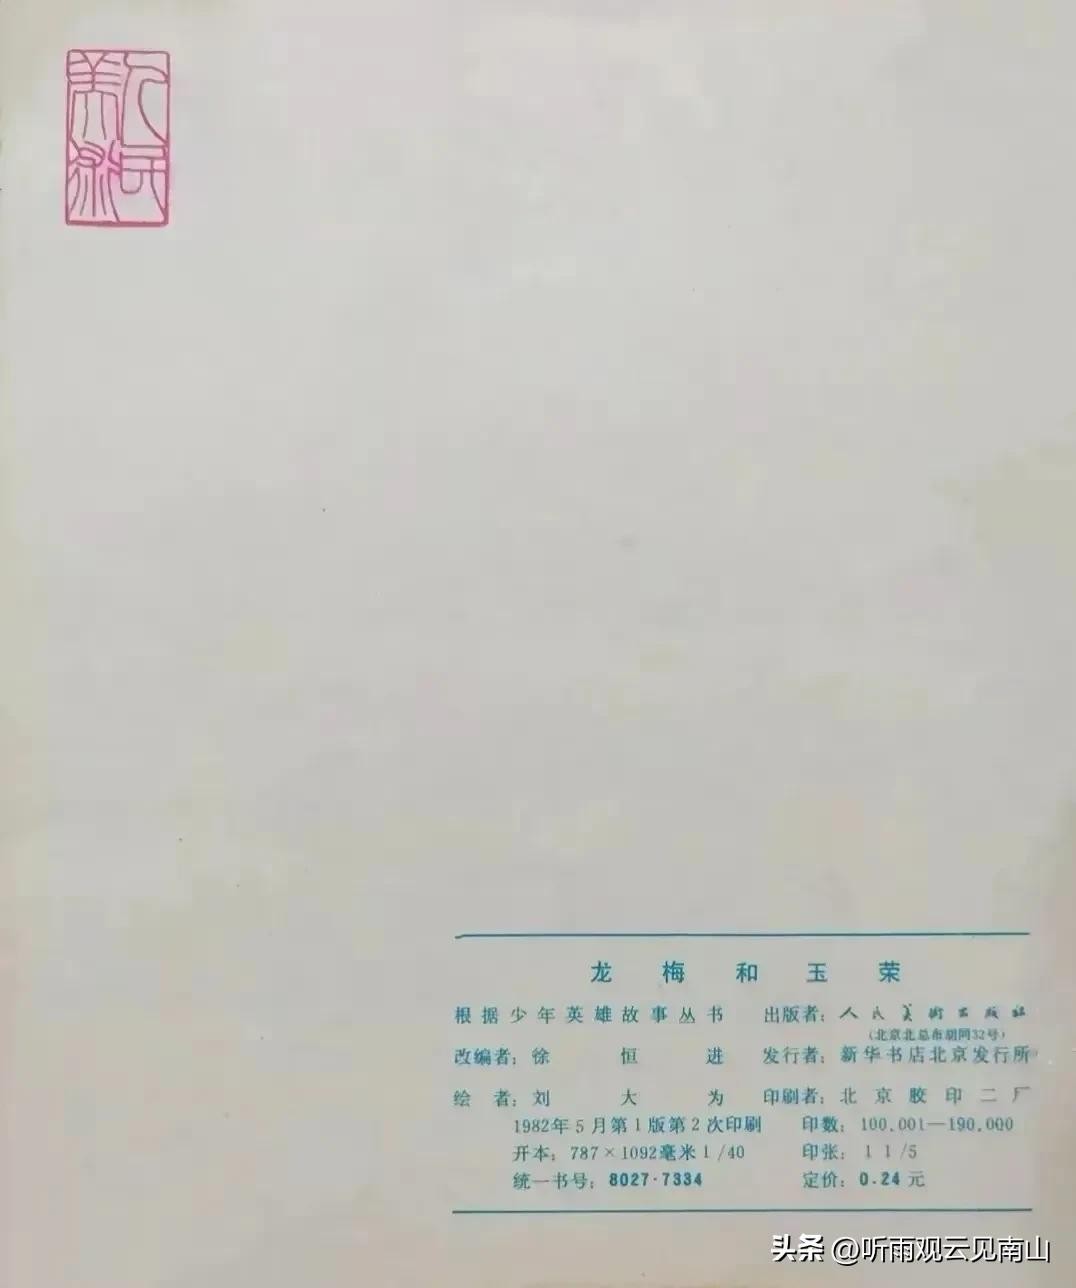 人民美术
龙梅和玉荣
根据少年英雄故事丛书 出版者：人民美术出版社
（北京北总布胡同32号）
改编者：徐恒进 发行者：新华书店北京发行所
绘者：刘大为 印刷者：北京胶印二厂
1982年5月第1版第2次印刷 印数：100,001—190,000
开本：787×1092毫米1/40 印张：1 1/5
统一书号：8027·7334 定价：0.24元
头条 @听雨观云见南山